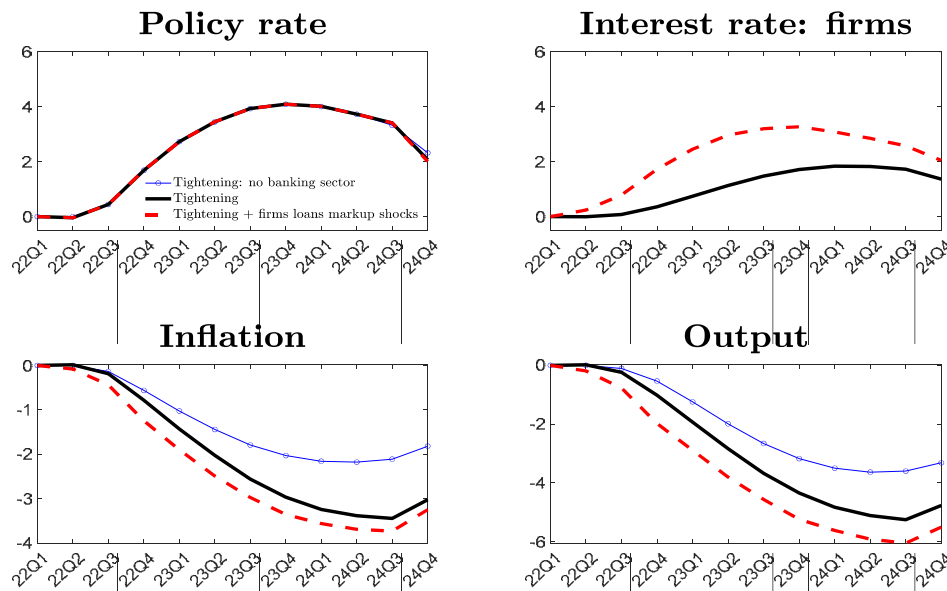 Policy rate
6
4
2
0
Tightening: no banking sector
Tightening
Tightening + firms loans markup shocks
22Q1 22Q2 22Q3 22Q4 23Q1 23Q2 23Q3 23Q4 24Q1 24Q2 24Q3 24Q4
Interest rate: firms
6
4
2
0
22Q1 22Q2 22Q3 22Q4 23Q1 23Q2 23Q3 23Q4 24Q1 24Q2 24Q3 24Q4
Inflation
0
-1
-2
-3
-4
22Q1 22Q2 22Q3 22Q4 23Q1 23Q2 23Q3 23Q4 24Q1 24Q2 24Q3 24Q4
Output
0
-2
-4
-6
22Q1 22Q2 22Q3 22Q4 23Q1 23Q2 23Q3 23Q4 24Q1 24Q2 24Q3 24Q4